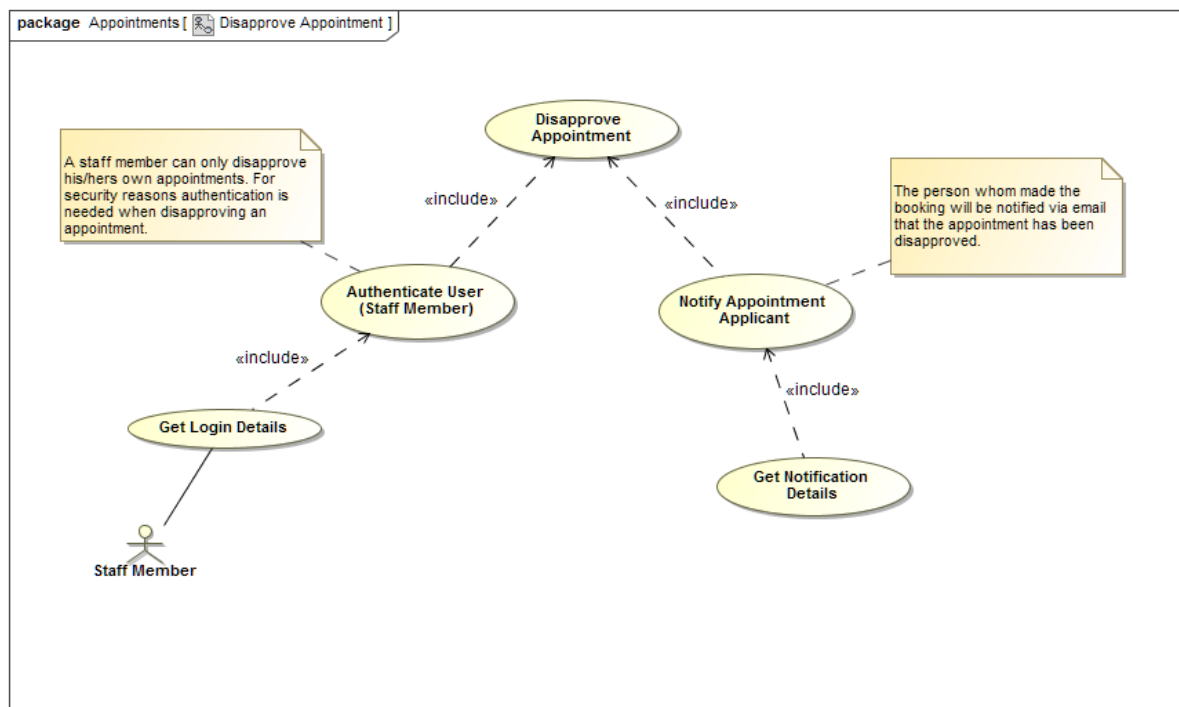 package Appointments [ Disapprove Appointment ]
Disapprove
Appointment
A staff member can only disapprove
his/hers own appointments. For
security reasons authentication is
needed when disapproving an
appointment.
The person whom made the
booking will be notified via email
that the appointment has been
disapproved.
«include»
«include»
Authenticate User
(Staff Member)
Notify Appointment
Applicant
«include»
«include»
Get Login Details
Get Notification
Details
Staff Member